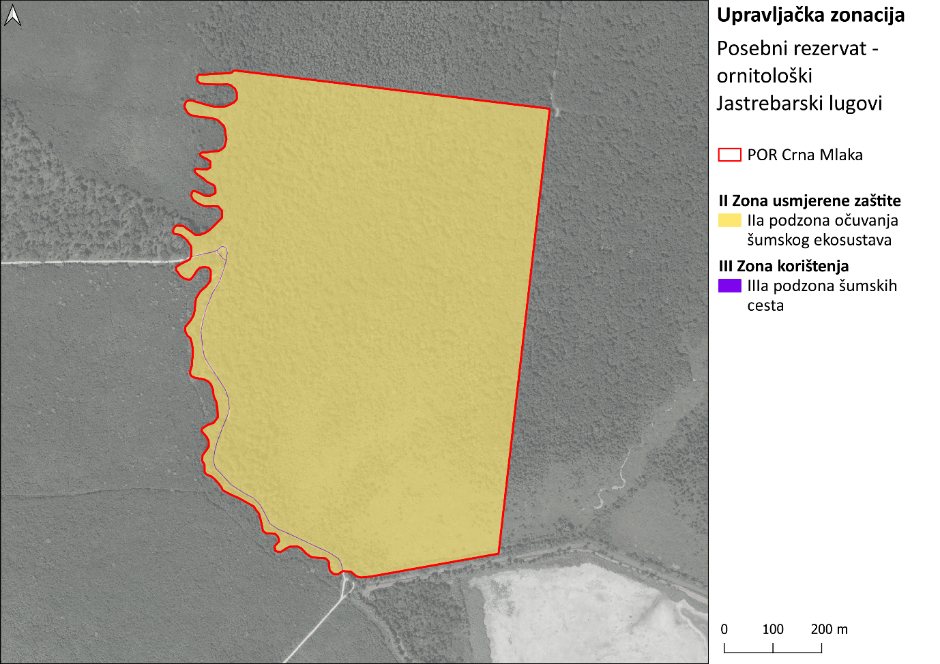 Upravljačka zonacija
Posebni rezervat -
ornitološki
Jastrebarski lugovi
POR Crna Mlaka
II Zona usmjerene zaštite
IIa podzona očuvanja
šumskog ekosustava
III Zona korištenja
IIIa podzona šumskih
cesta
0 100 200 m